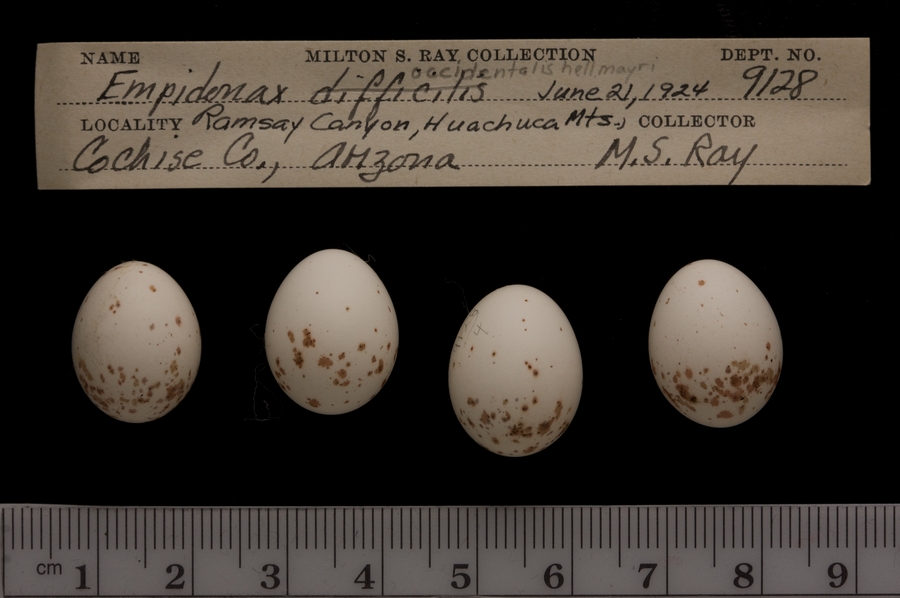 NAME MILTON S. RAY COLLECTION DEPT. NO.
occidentalis hellmayri
Empidonax difficilis June 21, 1924 9128
LOCALITY Ramsay Canyon, Huachuca Mts., COLLECTOR
Cochise Co., Arizona M.S. Ray
cm 1 2 3 4 5 6 7 8 9